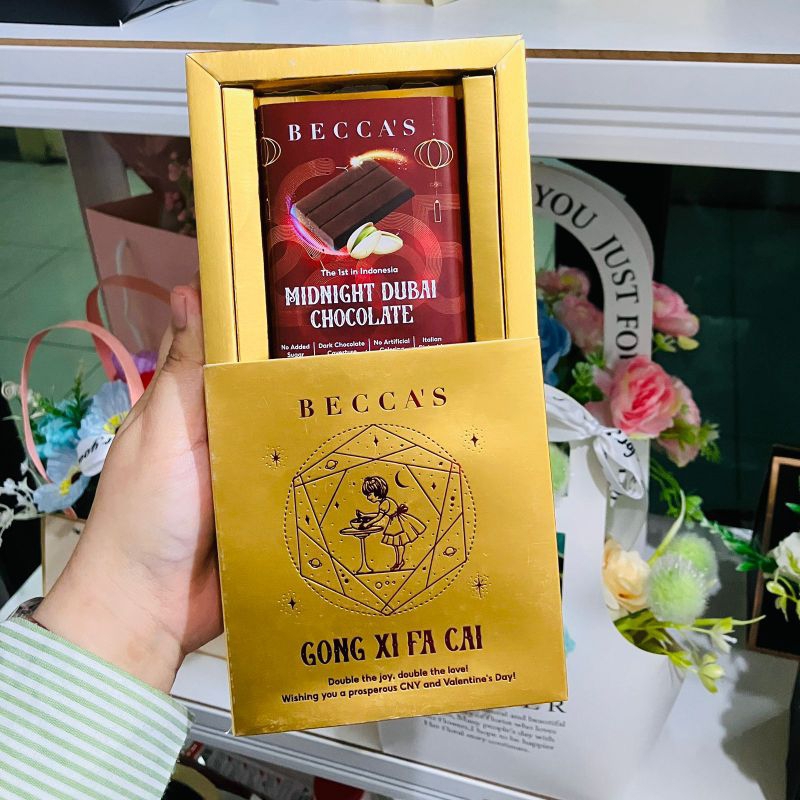 BECCA'S
The 1st in Indonesia
MIDNIGHT DUBAI
CHOCOLATE
No Added
Sugar
Dark Chocolate
Couverture
No Artificial
Coloring
Italian
BECCA'S
GONG XI FA CAI
Double the joy, double the love!
Wishing you a prosperous CNY and Valentine's Day!
YOU JUST FO